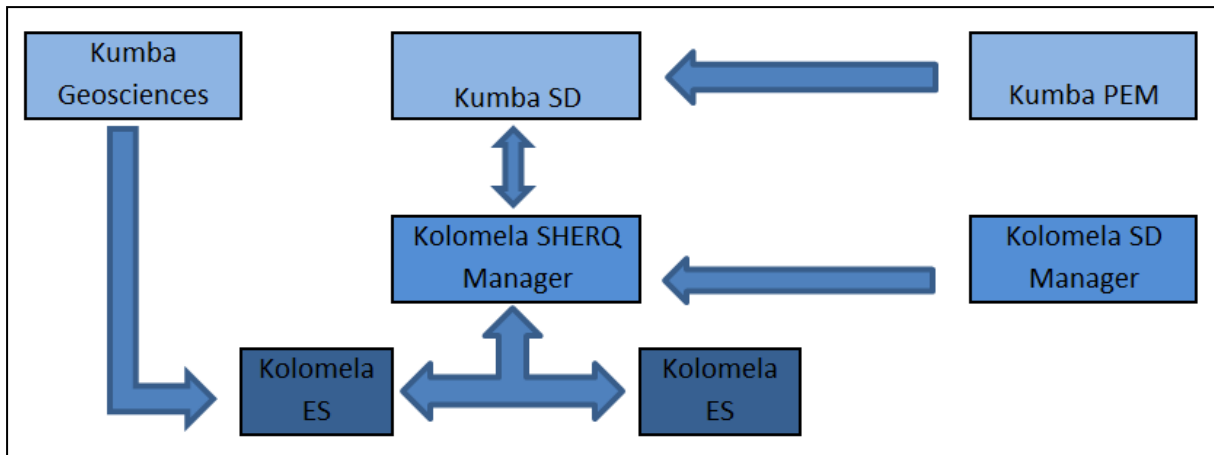 Kumba
Geosciences
Kumba SD
Kumba PEM
Kolomela SHERQ
Manager
Kolomela SD
Manager
Kolomela
ES
Kolomela
ES